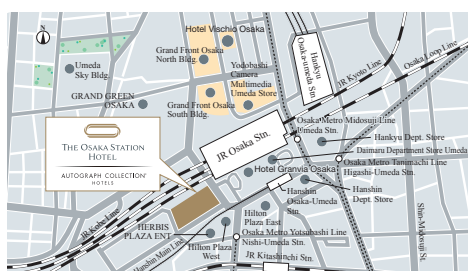 N
Hotel Vischio Osaka
Grand Front Osaka
North Bldg.
Umeda
Sky Bldg.
Yodobashi
Camera
Multimedia
Umeda Store
Hankyu
Osaka-umeda Stn.
JR Kyoto Line
Osaka Loop Line
GRAND GREEN
OSAKA
Grand Front Osaka
South Bldg.
THE OSAKA STATION
HOTEL
AUTOGRAPH COLLECTION
HOTELS
JR Osaka Stn.
Osaka Metro Midosuji Line
Umeda Stn.
Hankyu Dept. Store
Daimaru Department Store Umeda
Osaka Metro Tanimachi Line
Higashi-Umeda Stn.
Hotel Granvia Osaka
Hanshin
Osaka-Umeda
Stn.
Hanshin
Dept. Store
JR Kobe Line
HERBIS
PLAZA ENT
Hanshin Main Line
Hilton
Plaza East
Hilton Plaza
West
Osaka Metro Yotsubashi Line
Nishi-Umeda Stn.
JR Kitashinchi Stn.
Shin-Midosuji St.